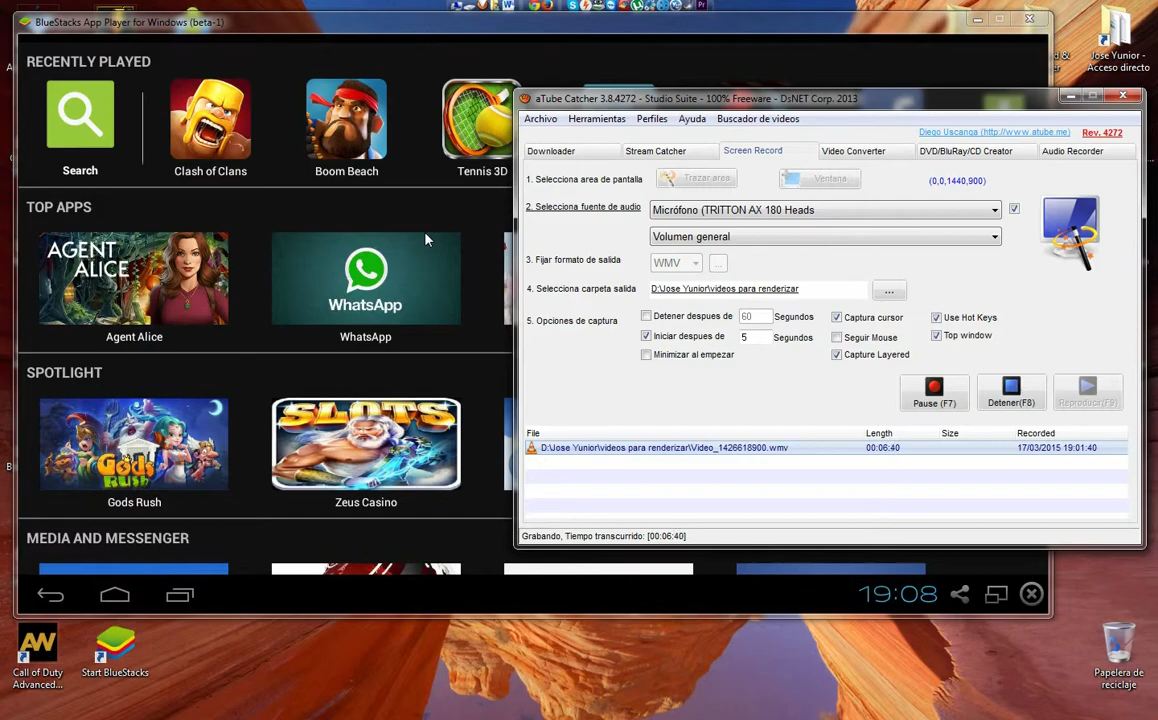 BlueStacks App Player for Windows (beta-1)
RECENTLY PLAYED
Search
Clash of Clans
Boom Beach
Tennis 3D
TOP APPS
AGENT
ALICE
WhatsApp
Agent Alice
WhatsApp
SPOTLIGHT
Gods
RUSH
SLOTS
Gods Rush
Zeus Casino
MEDIA AND MESSENGER
19:08
aTube Catcher 3.8.4272 - Studio Suite - 100% Freeware - DsNET Corp. 2013
Archivo Herramientas Perfiles Ayuda Buscador de videos
Diego Uscanga (http://www.atube.me) Rev. 4272
Downloader Stream Catcher Screen Record Video Converter DVD/BluRay/CD Creator Audio Recorder
1. Selecciona area de pantalla Trazar area Ventana (0,0,1440,900)
2. Selecciona fuente de audio Micrófono (TRITTON AX 180 Heads
Volumen general
3. Fijar formato de salida WMV ...
4. Selecciona carpeta salida D:\Jose Yunior\videos para renderizar ...
5. Opciones de captura Detener despues de 60 Segundos Captura cursor Use Hot Keys
Iniciar despues de 5 Segundos Seguir Mouse Top window
Minimizar al empezar Capture Layered
Pause (F7) Detener(F8) Reproducir(F9)
File Length Size Recorded
D:\Jose Yunior\videos para renderizar\Video_1426618900.wmv 00:06:40 17/03/2015 19:01:40
Grabando, Tiempo transcurrido: [00:06:40]
Jose Yunior -
Acceso directo
AW
Call of Duty
Advanced...
Start BlueStacks
Papelera de
reciclaje